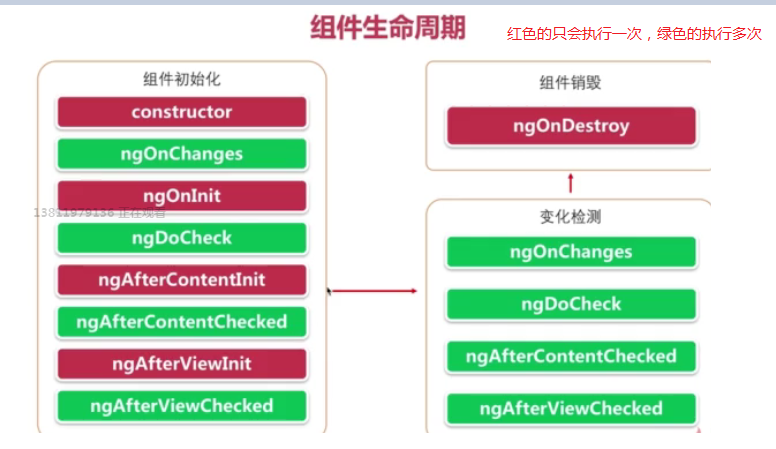 组件生命周期
红色的只会执行一次，绿色的执行多次
组件初始化
constructor
ngOnChanges
ngOnInit
13811979136 正在观看
ngDoCheck
ngAfterContentInit
ngAfterContentChecked
ngAfterViewInit
ngAfterViewChecked
组件销毁
ngOnDestroy
变化检测
ngOnChanges
ngDoCheck
ngAfterContentChecked
ngAfterViewChecked